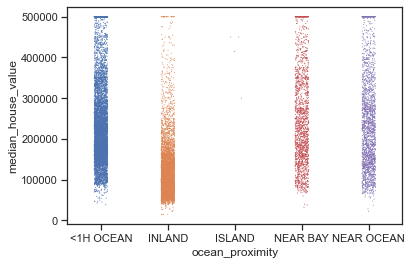 500000
400000
300000
200000
100000
0
median_house_value
<1H OCEAN INLAND ISLAND NEAR BAY NEAR OCEAN
ocean_proximity